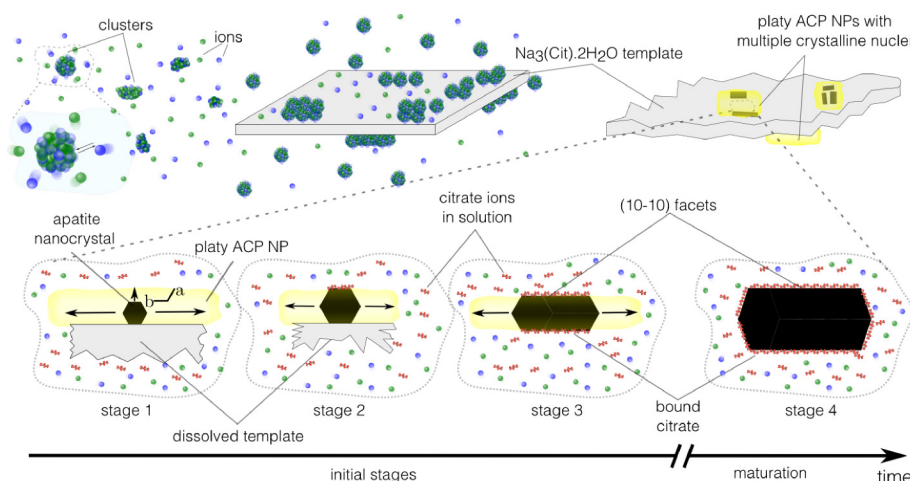 clusters
ions
Na3(Cit).2H2O template
platy ACP NPs with
multiple crystalline nuclei
apatite
nanocrystal
platy ACP NP
citrate ions
in solution
(10-10) facets
b
a
stage 1
stage 2
stage 3
stage 4
dissolved template
bound
citrate
initial stages
maturation
time